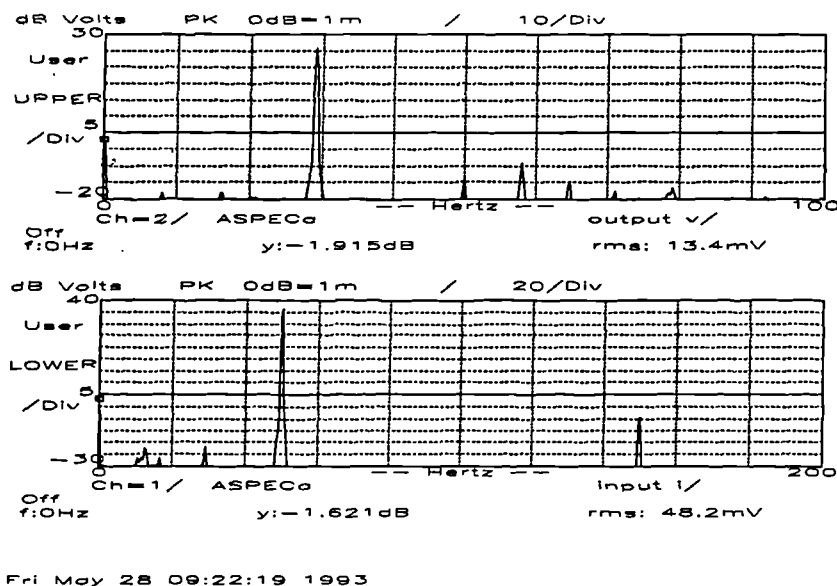 dB Volts PK 0dB=1m / 10/Div
30
User
UPPER
5
/Div
-20
0 -- Hertz -- 100
Ch=2/ ASPECa output v/
Off
f:0Hz y:-1.915dB rms: 13.4mV
dB Volts PK 0dB=1m / 20/Div
40
User
LOWER
5
/Div
-30
0 -- Hertz -- 200
Ch=1/ ASPECa input i/
Off
f:0Hz y:-1.621dB rms: 48.2mV
Fri May 28 09:22:19 1993